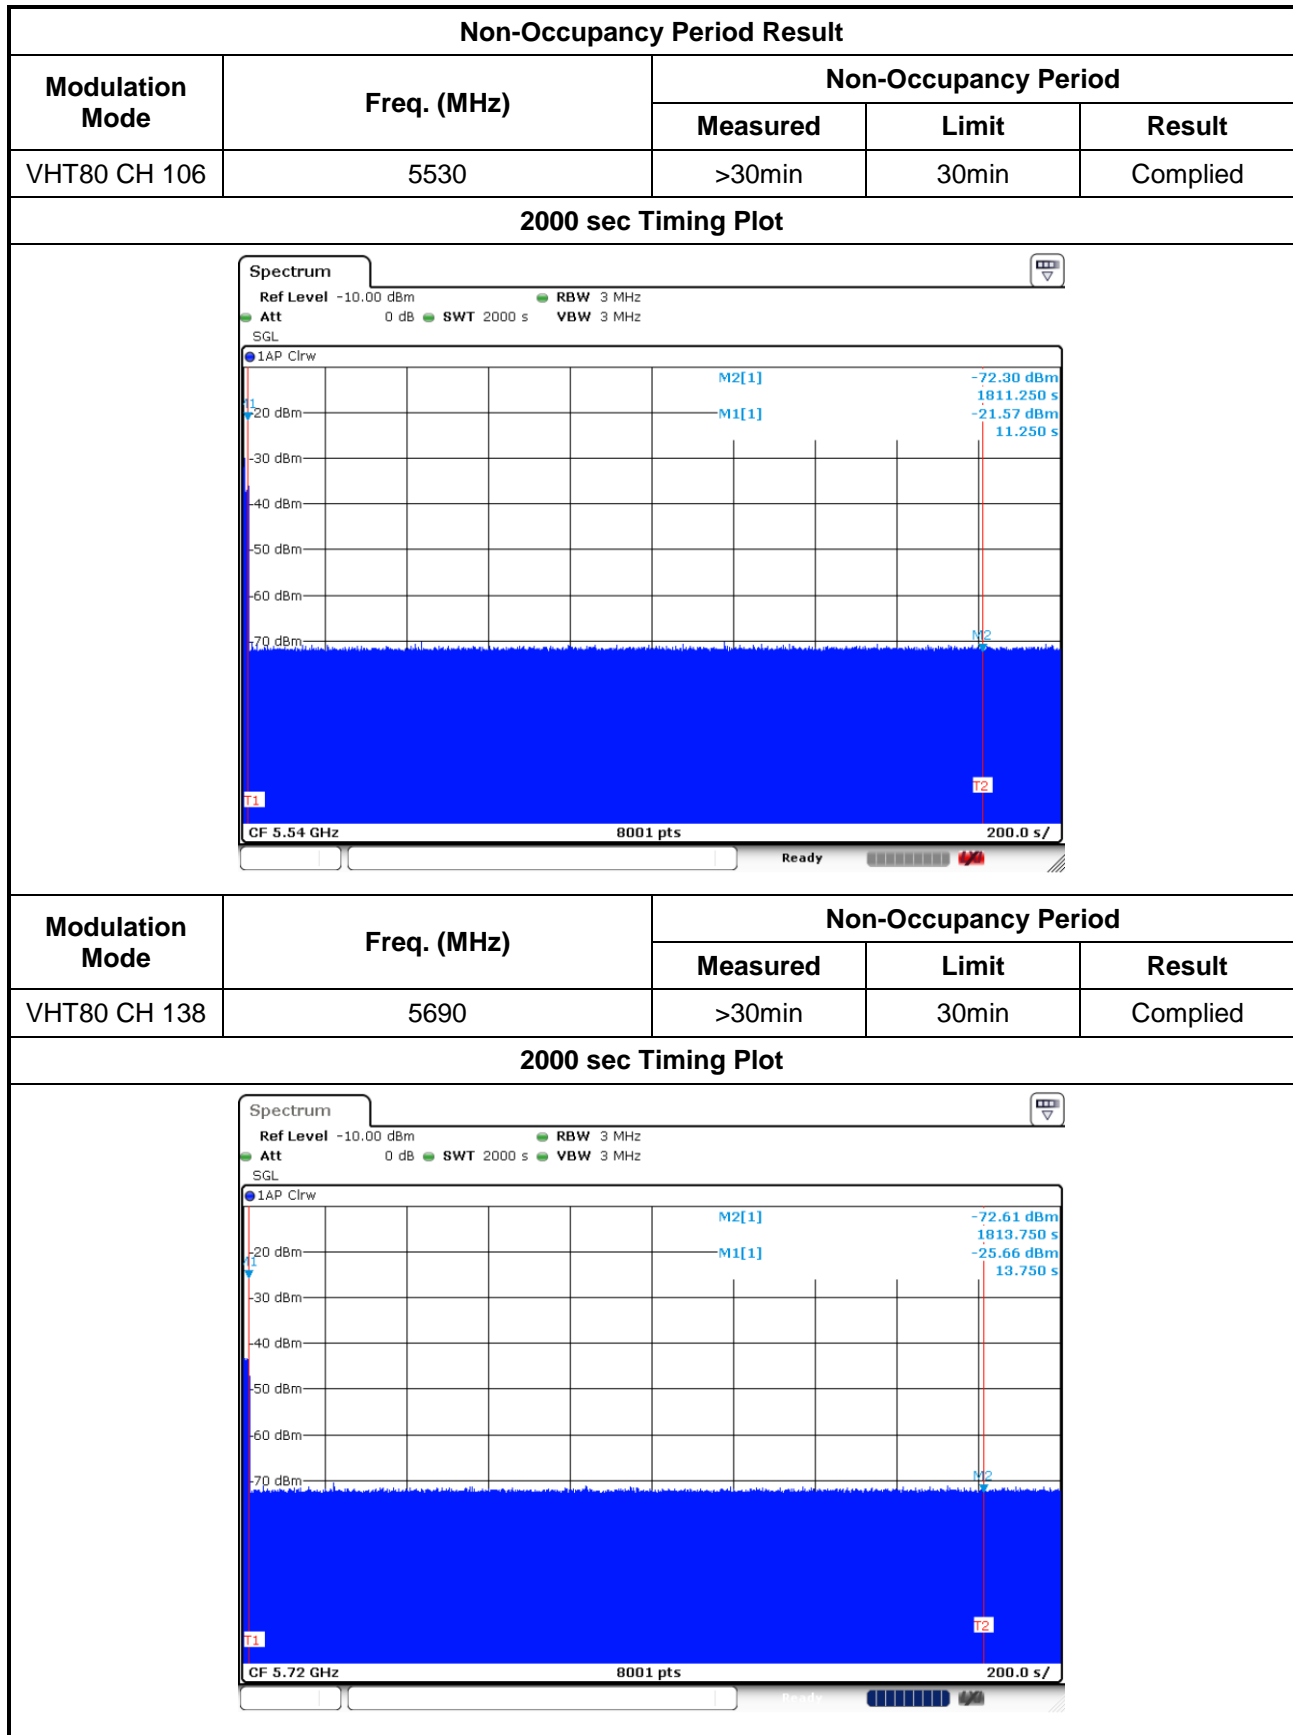 Non-Occupancy Period Result
Modulation Mode
Freq. (MHz)
Non-Occupancy Period
Measured
Limit
Result
VHT80 CH 106
5530
>30min
30min
Complied
2000 sec Timing Plot
Spectrum
Ref Level -10.00 dBm
RBW 3 MHz
Att 0 dB
SWT 2000 s
VBW 3 MHz
SGL
1AP Clrw
M2[1] -72.30 dBm
1811.250 s
M1[1] -21.57 dBm
11.250 s
M1
-20 dBm
-30 dBm
-40 dBm
-50 dBm
-60 dBm
-70 dBm
M2
T1
T2
CF 5.54 GHz
8001 pts
200.0 s/
Ready
Modulation Mode
Freq. (MHz)
Non-Occupancy Period
Measured
Limit
Result
VHT80 CH 138
5690
>30min
30min
Complied
2000 sec Timing Plot
Spectrum
Ref Level -10.00 dBm
RBW 3 MHz
Att 0 dB
SWT 2000 s
VBW 3 MHz
SGL
1AP Clrw
M2[1] -72.61 dBm
1813.750 s
M1[1] -25.66 dBm
13.750 s
M1
-20 dBm
-30 dBm
-40 dBm
-50 dBm
-60 dBm
-70 dBm
M2
T1
T2
CF 5.72 GHz
8001 pts
200.0 s/
Ready